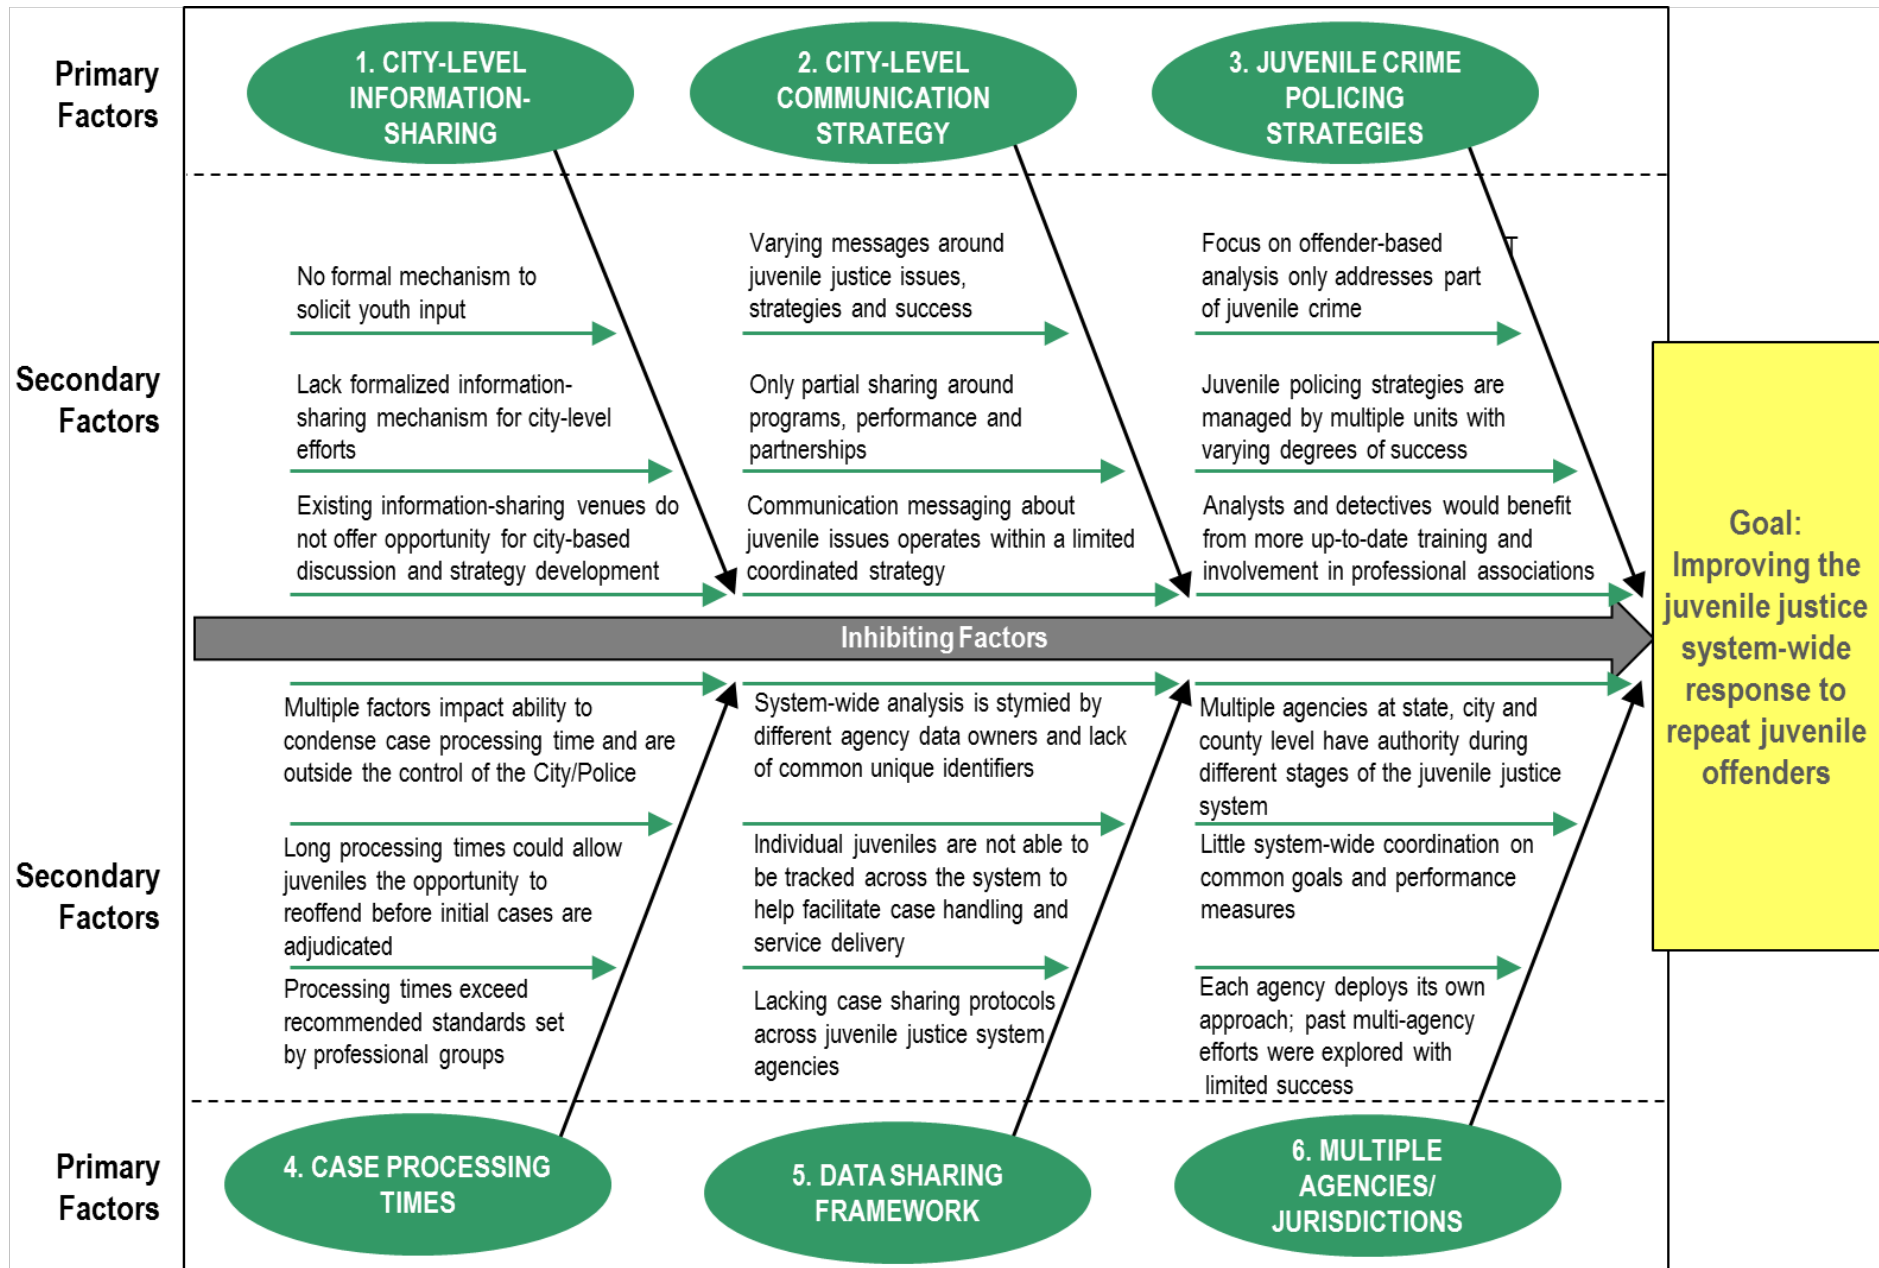 Primary
Factors
1. CITY-LEVEL
INFORMATION-
SHARING
2. CITY-LEVEL
COMMUNICATION
STRATEGY
3. JUVENILE CRIME
POLICING
STRATEGIES
Secondary
Factors
No formal mechanism to
solicit youth input
Lack formalized information-
sharing mechanism for city-level
efforts
Existing information-sharing venues do
not offer opportunity for city-based
discussion and strategy development
Varying messages around
juvenile justice issues,
strategies and success
Only partial sharing around
programs, performance and
partnerships
Communication messaging about
juvenile issues operates within a limited
coordinated strategy
Focus on offender-based
analysis only addresses part
of juvenile crime
T
Juvenile policing strategies are
managed by multiple units with
varying degrees of success
Analysts and detectives would benefit
from more up-to-date training and
involvement in professional associations
Inhibiting Factors
Goal:
Improving the
juvenile justice
system-wide
response to
repeat juvenile
offenders
Secondary
Factors
Multiple factors impact ability to
condense case processing time and are
outside the control of the City/Police
Long processing times could allow
juveniles the opportunity to
reoffend before initial cases are
adjudicated
Processing times exceed
recommended standards set
by professional groups
System-wide analysis is stymied by
different agency data owners and lack
of common unique identifiers
Individual juveniles are not able to
be tracked across the system to
help facilitate case handling and
service delivery
Lacking case sharing protocols
across juvenile justice system
agencies
Multiple agencies at state, city and
county level have authority during
different stages of the juvenile justice
system
Little system-wide coordination on
common goals and performance
measures
Each agency deploys its own
approach; past multi-agency
efforts were explored with
limited success
Primary
Factors
4. CASE PROCESSING
TIMES
5. DATA SHARING
FRAMEWORK
6. MULTIPLE
AGENCIES/
JURISDICTIONS